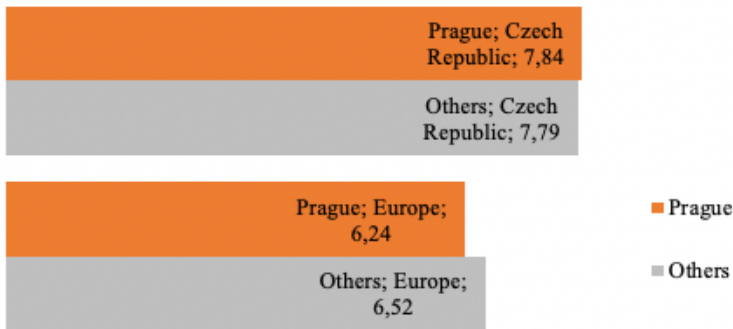 Prague; Czech
Republic; 7,84
Others; Czech
Republic; 7,79
Prague; Europe;
6,24
Others; Europe;
6,52
Prague
Others